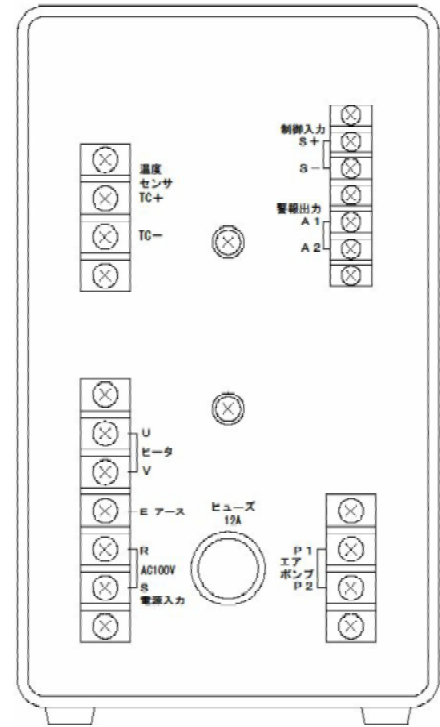 温度
センサ
TC+
TC−
制御入力
S+
S−
警報出力
A1
A2
U
ヒータ
V
E アース
R
AC100V
S
電源入力
ヒューズ
12A
P1
エア
ポンプ
P2